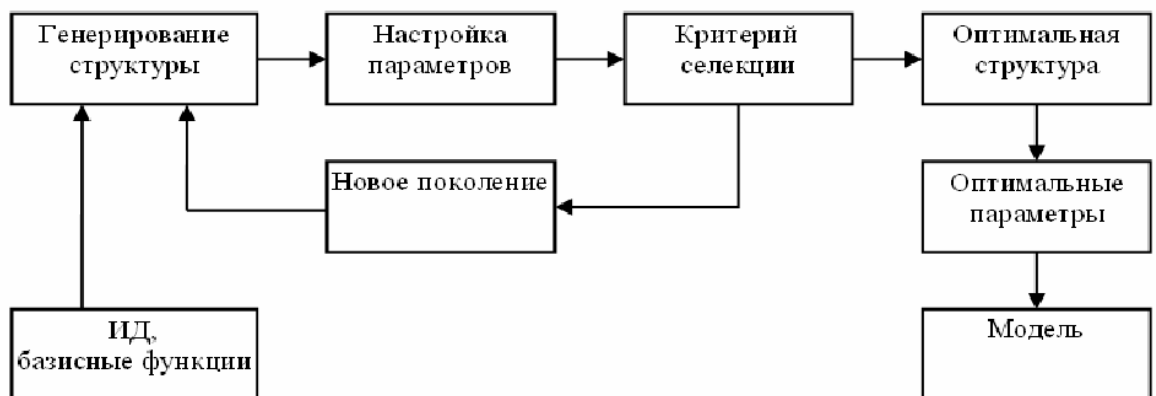 Генерирование
структуры
Настройка
параметров
Критерий
селекции
Оптимальная
структура
Новое поколение
Оптимальные
параметры
ИД,
базисные функции
Модель